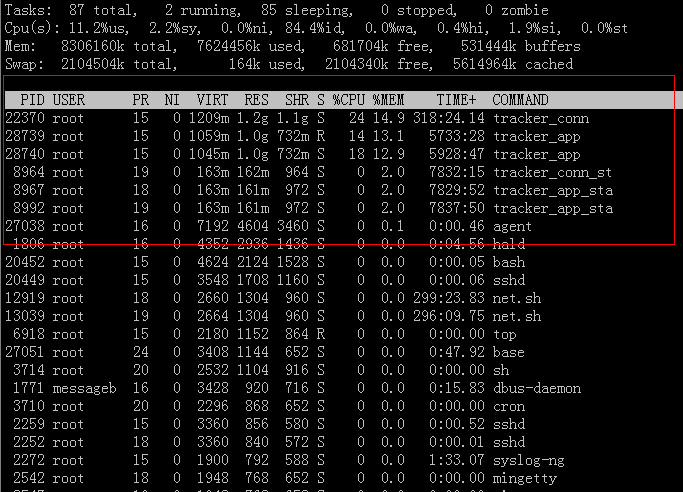 Tasks:  87 total,   2 running,  85 sleeping,   0 stopped,   0 zombie
Cpu(s): 11.2%us,  2.2%sy,  0.0%ni, 84.4%id,  0.0%wa,  0.4%hi,  1.9%si,  0.0%st
Mem:   8306160k total,  7624456k used,   681704k free,   531444k buffers
Swap:  2104504k total,      164k used,  2104340k free,  5614964k cached
PID USER      PR  NI  VIRT  RES  SHR S %CPU %MEM    TIME+  COMMAND
22370 root      15   0 1209m 1.2g 1.1g S   24 14.9 318:24.14 tracker_conn
28739 root      15   0 1059m 1.0g 732m R   14 13.1   5733:28 tracker_app
28740 root      15   0 1045m 1.0g 732m S   18 12.9   5928:47 tracker_app
8964 root      19   0  163m 162m  964 S    0  2.0   7832:15 tracker_conn_st
8967 root      18   0  163m 161m  972 S    0  2.0   7829:52 tracker_app_sta
8992 root      19   0  163m 161m  972 S    0  2.0   7837:50 tracker_app_sta
27038 root      16   0  7192 4604 3460 S    0  0.1   0:00.46 agent
1806 root      16   0  4352 2936 1436 S    0  0.0   0:04.56 hald
20452 root      15   0  4624 2124 1528 S    0  0.0   0:00.05 bash
20449 root      15   0  3548 1708 1160 S    0  0.0   0:00.06 sshd
12919 root      18   0  2660 1304  960 S    0  0.0 299:23.83 net.sh
13039 root      19   0  2664 1304  960 S    0  0.0 296:09.75 net.sh
6918 root      15   0  2180 1152  864 R    0  0.0   0:00.00 top
27051 root      24   0  3408 1144  652 S    0  0.0   0:47.92 base
3714 root      20   0  2532 1104  916 S    0  0.0   0:00.00 sh
1771 messageb  16   0  3428  920  716 S    0  0.0   0:15.83 dbus-daemon
3710 root      20   0  2296  868  652 S    0  0.0   0:00.00 cron
2259 root      15   0  3360  856  580 S    0  0.0   0:00.52 sshd
2252 root      18   0  3360  840  572 S    0  0.0   0:00.01 sshd
2272 root      15   0  1900  792  588 S    0  0.0   1:33.07 syslog-ng
2542 root      18   0  1948  768  652 S    0  0.0   0:00.00 mingetty